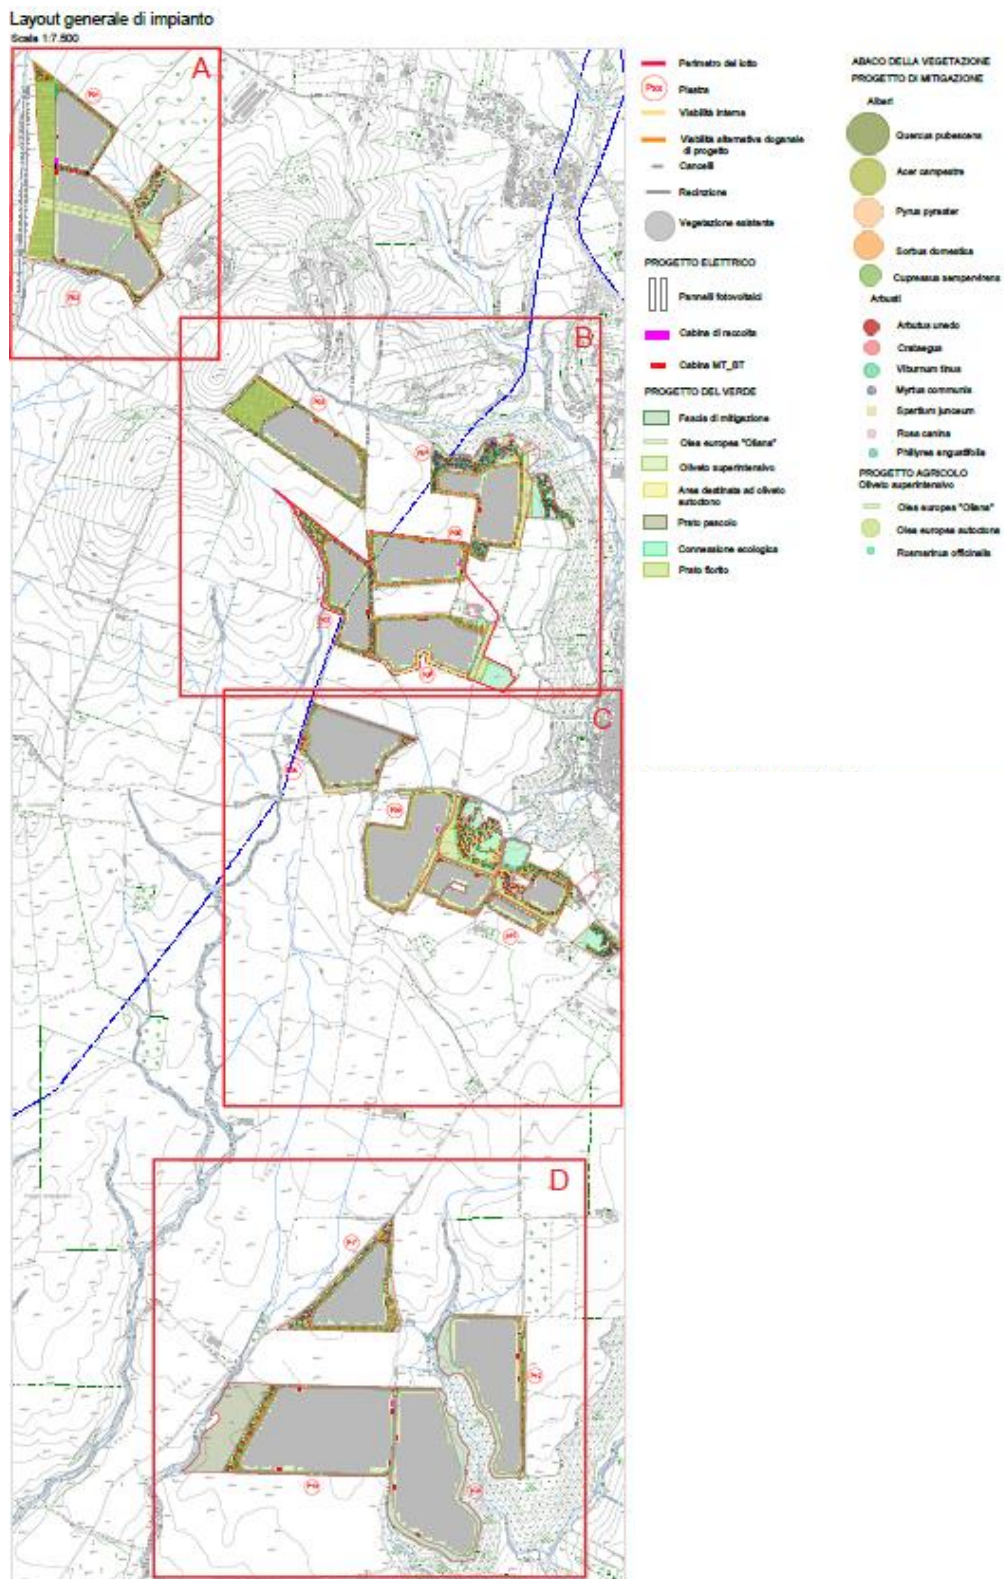 Layout generale di impianto
Scala 1:7.500
A
B
C
D
Perimetro del lotto
Pxx
Piastra
Viabilità interna
Viabilità alternativa doganale
di progetto
Cancelli
Recinzione
Vegetazione esistente
PROGETTO ELETTRICO
Pannelli fotovoltaici
Cabina di raccolta
Cabina MT_BT
PROGETTO DEL VERDE
Fascia di mitigazione
Olea europea "Oliana"
Oliveto superintensivo
Area destinata ad oliveto
autoctono
Prato pascolo
Connessione ecologica
Prato fiorito
ABACO DELLA VEGETAZIONE
PROGETTO DI MITIGAZIONE
Alberi
Quercus pubescens
Acer campestre
Pyrus pyraster
Sorbus domestica
Cupressus sempervirens
Arbusti
Arbutus unedo
Crataegus
Viburnum tinus
Myrtus communis
Spartium junceum
Rosa canina
Phillyrea angustifolia
PROGETTO AGRICOLO
Oliveto superintensivo
Olea europea "Oliana"
Olea europea autoctona
Rosmarinus officinalis